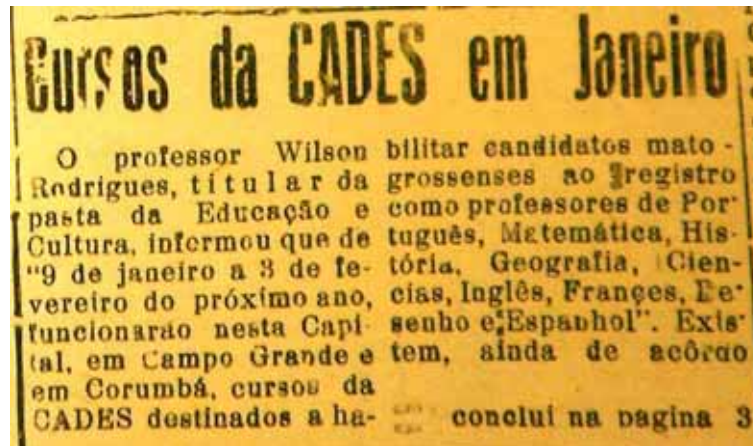 Cursos da CADES em Janeiro
O professor Wilson
Rodrigues, titular da
pasta da Educação e
Cultura, informou que de
"9 de janeiro a 3 de fe-
vereiro do próximo ano,
funcionarão nesta Capi-
tal, em Campo Grande e
em Corumbá, cursos da
CADES destinados a ha-
bilitar candidatos mato-
grossenses ao registro
como professores de Por-
tuguês, Matemática, His-
tória, Geografia, Cien-
cias, Inglês, Françes, De-
senho e Espanhol". Exis-
tem, ainda de acôrdo
conclui na pagina 3